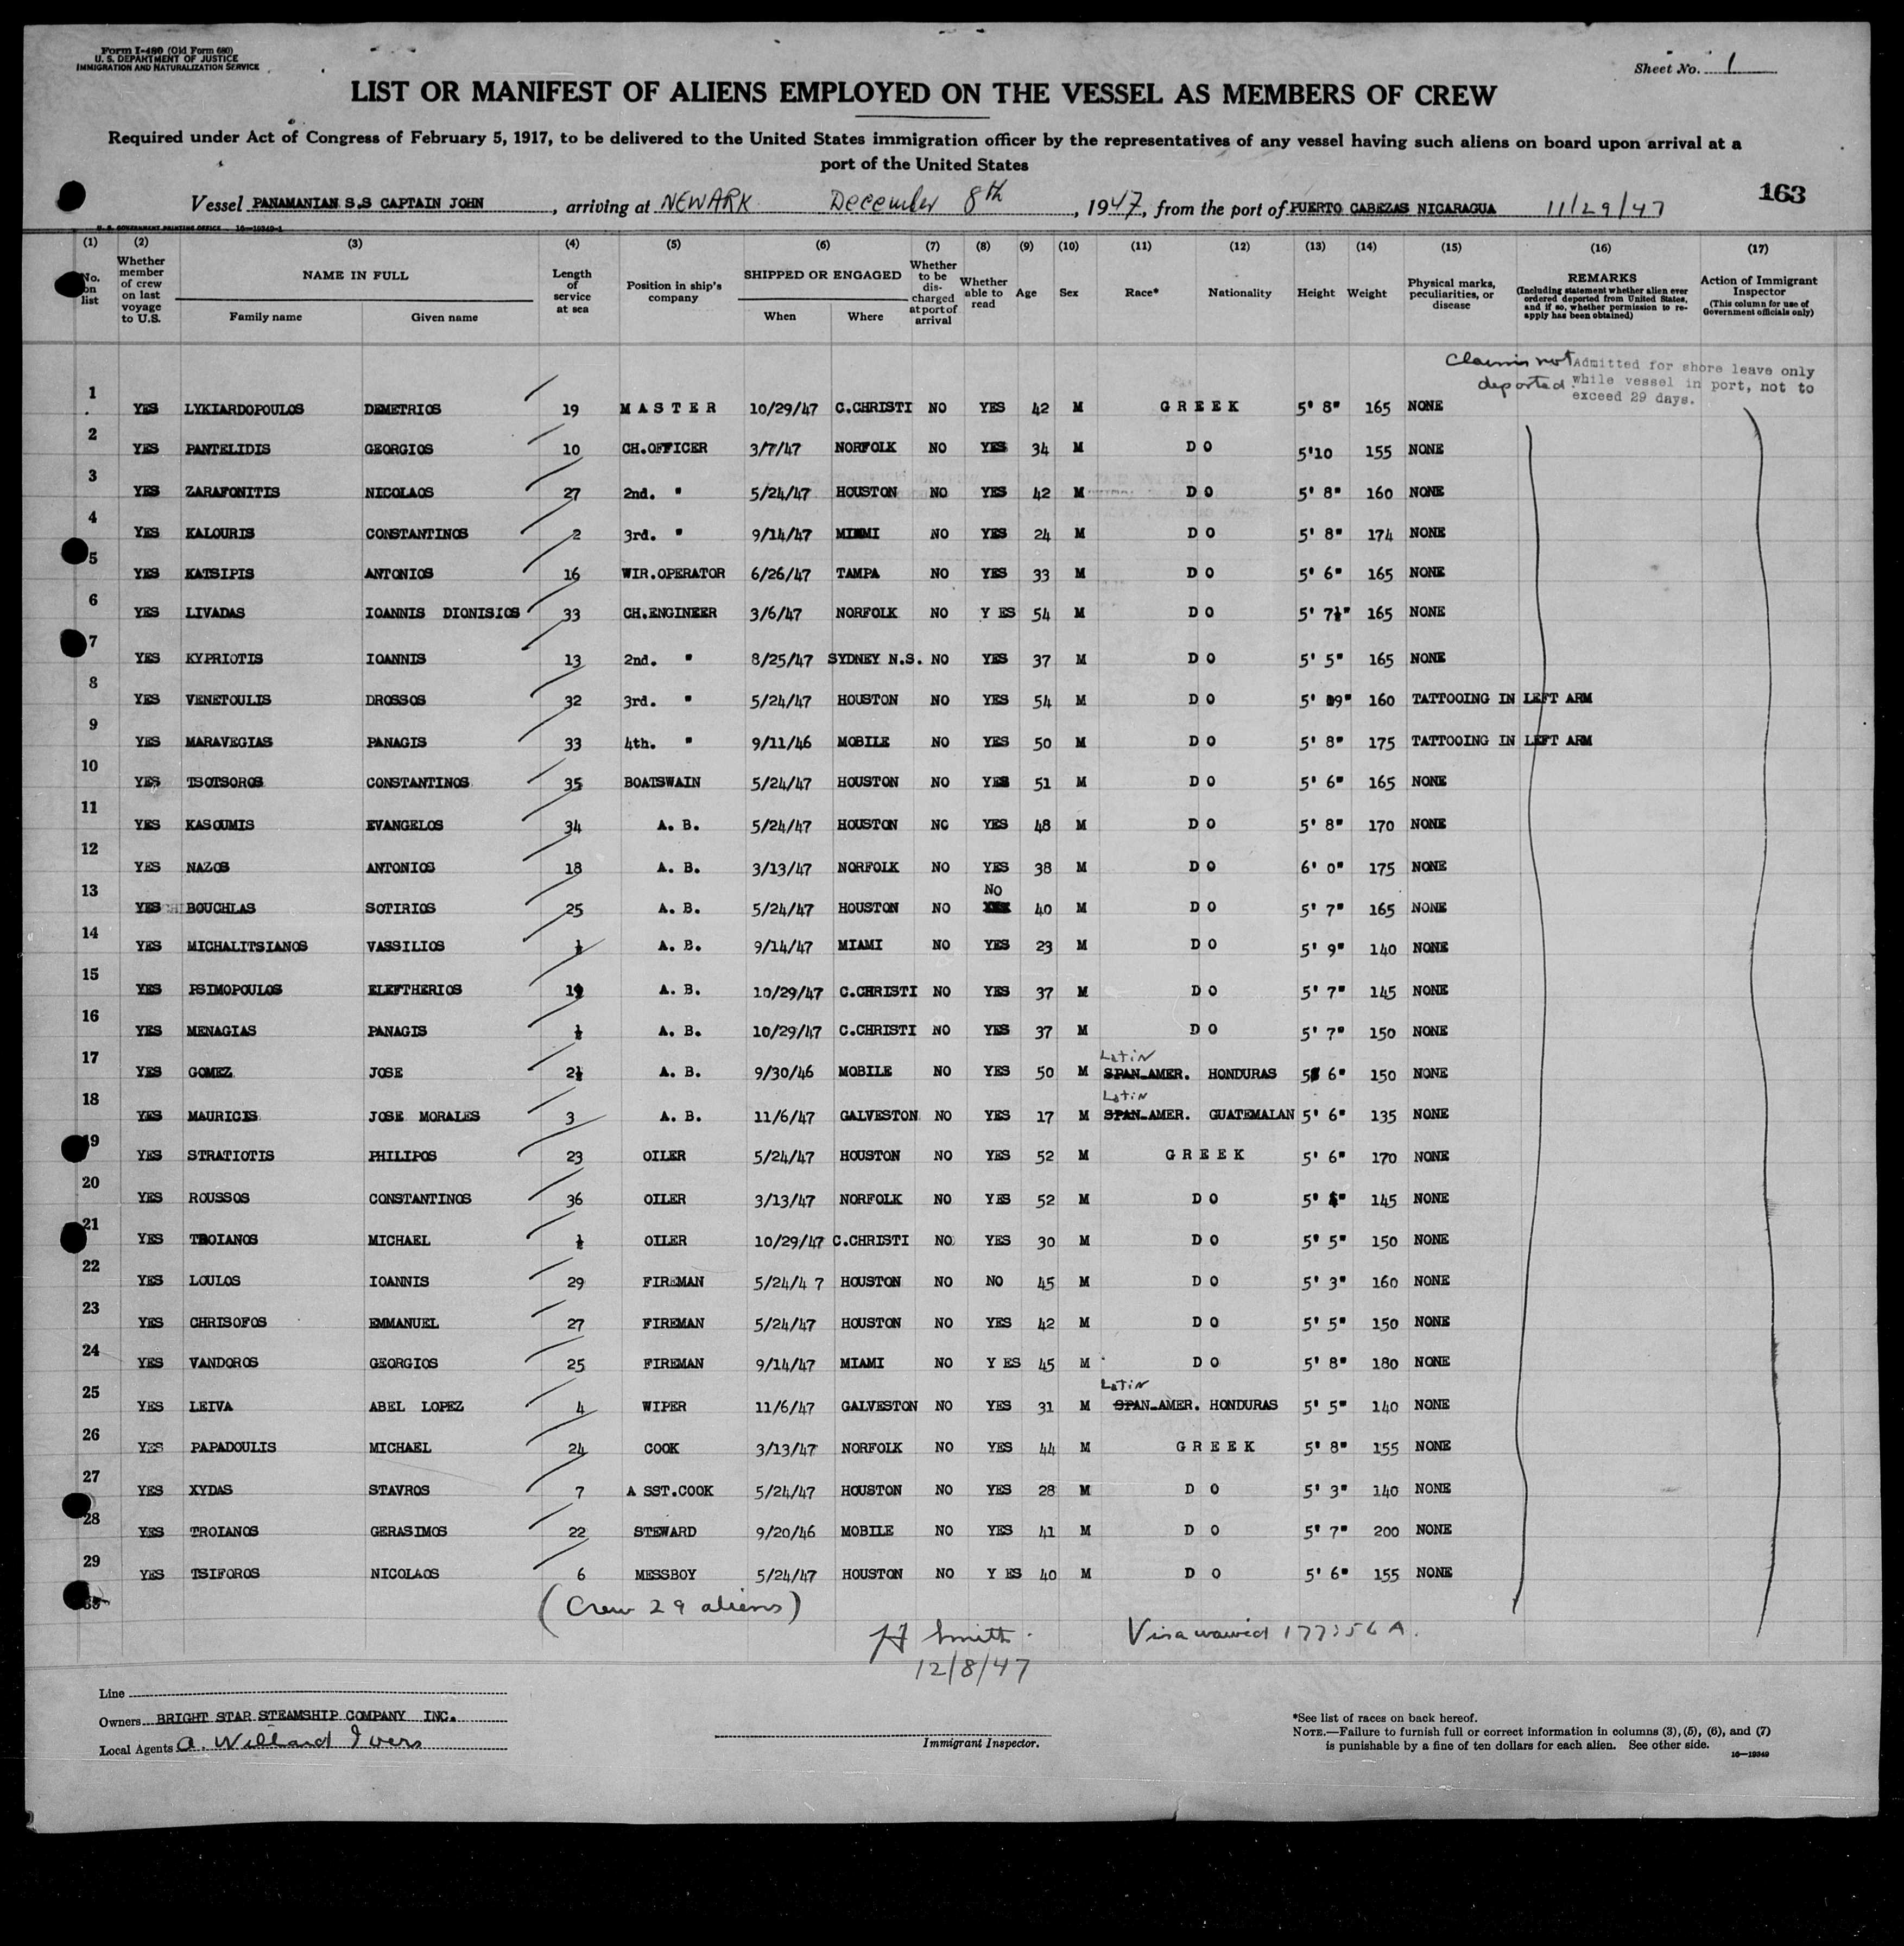 Form I-480 (Old Form 680)
U. S. DEPARTMENT OF JUSTICE
IMMIGRATION AND NATURALIZATION SERVICE
Sheet No. 1
LIST OR MANIFEST OF ALIENS EMPLOYED ON THE VESSEL AS MEMBERS OF CREW
Required under Act of Congress of February 5, 1917, to be delivered to the United States immigration officer by the representatives of any vessel having such aliens on board upon arrival at a
port of the United States
163
Vessel PANAMANIAN S.S CAPTAIN JOHN, arriving at NEWARK December 8th, 1947, from the port of PUERTO CABEZAS NICARAGUA 11/29/47
U. S. GOVERNMENT PRINTING OFFICE 16-19349-1
(1) (2) (3) (4) (5) (6) (7) (8) (9) (10) (11) (12) (13) (14) (15) (16) (17)
No. on list
Whether member of crew on last voyage to U.S.
NAME IN FULL
Family name Given name
Length of service at sea
Position in ship's company
SHIPPED OR ENGAGED
When Where
Whether to be discharged at port of arrival
Whether able to read
Age Sex Race* Nationality Height Weight
Physical marks, peculiarities, or disease
REMARKS
(Including statement whether alien ever ordered deported from United States, and if so, whether permission to reapply has been obtained)
Action of Immigrant Inspector
(This column for use of Government officials only)
Claims not deported.
Admitted for shore leave only
while vessel in port, not to
exceed 29 days.
1 YES LYKIARDOPOULOS DEMETRIOS 19 MASTER 10/29/47 C.CHRISTI NO YES 42 M GREEK 5' 8" 165 NONE
2 YES PANTELIDIS GEORGIOS 10 CH.OFFICER 3/7/47 NORFOLK NO YES 34 M DO 5'10 155 NONE
3 YES ZARAFONITIS NICOLAOS 27 2nd. " 5/24/47 HOUSTON NO YES 42 M DO 5' 8" 160 NONE
4 YES KALOURIS CONSTANTINOS 2 3rd. " 9/14/47 MIMMI NO YES 24 M DO 5' 8" 174 NONE
5 YES KATSIPIS ANTONIOS 16 WIR.OPERATOR 6/26/47 TAMPA NO YES 33 M DO 5' 6" 165 NONE
6 YES LIVADAS IOANNIS DIONISIOS 33 CH.ENGINEER 3/6/47 NORFOLK NO Y ES 54 M DO 5' 7½" 165 NONE
7 YES KYPRIOTIS IOANNIS 13 2nd. " 8/25/47 SYDNEY N.S. NO YES 37 M DO 5' 5" 165 NONE
8 YES VENETOULIS DROSSOS 32 3rd. " 5/24/47 HOUSTON NO YES 54 M DO 5' 9" 160 TATTOOING IN LEFT ARM
9 YES MARAVEGIAS PANAGIS 33 4th. " 9/11/46 MOBILE NO YES 50 M DO 5' 8" 175 TATTOOING IN LEFT ARM
10 YES TSOTSOROS CONSTANTINOS 35 BOATSWAIN 5/24/47 HOUSTON NO YES 51 M DO 5' 6" 165 NONE
11 YES KASOUMIS EVANGELOS 34 A. B. 5/24/47 HOUSTON NO YES 48 M DO 5' 8" 170 NONE
12 YES NAZOS ANTONIOS 18 A. B. 3/13/47 NORFOLK NO YES 38 M DO 6' 0" 175 NONE
13 YES BOUCHLAS SOTIRIOS 25 A. B. 5/24/47 HOUSTON NO No 40 M DO 5' 7" 165 NONE
14 YES MICHALITSIANOS VASSILIOS ½ A. B. 9/14/47 MIAMI NO YES 23 M DO 5' 9" 140 NONE
15 YES PSIMOPOULOS ELEFTHERIOS 19 A. B. 10/29/47 C.CHRISTI NO YES 37 M DO 5' 7" 145 NONE
16 YES MENAGIAS PANAGIS ½ A. B. 10/29/47 C.CHRISTI NO YES 37 M DO 5' 7" 150 NONE
17 YES GOMEZ JOSE 2½ A. B. 9/30/46 MOBILE NO YES 50 M Latin SPAN-AMER. HONDURAS 5' 6" 150 NONE
18 YES MAURICIS JOSE MORALES 3 A. B. 11/6/47 GALVESTON NO YES 17 M Latin SPAN-AMER. GUATEMALAN 5' 6" 135 NONE
19 YES STRATIOTIS PHILIPOS 23 OILER 5/24/47 HOUSTON NO YES 52 M GREEK 5' 6" 170 NONE
20 YES ROUSSOS CONSTANTINOS 36 OILER 3/13/47 NORFOLK NO YES 52 M DO 5' 145 NONE
21 YES TROIANOS MICHAEL ½ OILER 10/29/47 C.CHRISTI NO YES 30 M DO 5' 5" 150 NONE
22 YES LOULOS IOANNIS 29 FIREMAN 5/24/4 7 HOUSTON NO NO 45 M DO 5' 3" 160 NONE
23 YES CHRISOFOS EMMANUEL 27 FIREMAN 5/24/47 HOUSTON NO YES 42 M DO 5' 5" 150 NONE
24 YES VANDOROS GEORGIOS 25 FIREMAN 9/14/47 MIAMI NO Y ES 45 M DO 5' 8" 180 NONE
25 YES LEIVA ABEL LOPEZ 4 WIPER 11/6/47 GALVESTON NO YES 31 M Latin SPAN-AMER. HONDURAS 5' 5" 140 NONE
26 YES PAPADOULIS MICHAEL 24 COOK 3/13/47 NORFOLK NO YES 44 M GREEK 5' 8" 155 NONE
27 YES XYDAS STAVROS 7 A SST.COOK 5/24/47 HOUSTON NO YES 28 M D O 5' 3" 140 NONE
28 YES TROIANOS GERASIMOS 22 STEWARD 9/20/46 MOBILE NO YES 41 M D O 5' 7" 200 NONE
29 YES TSIFOROS NICOLAOS 6 MESSBOY 5/24/47 HOUSTON NO Y ES 40 M D O 5' 6" 155 NONE
30
(Crew 29 aliens)
H Smith. Visa waived 177356 A.
12/8/47
Line
Owners BRIGHT STAR STEAMSHIP COMPANY INC.
Local Agents A. Willard Ivers
Immigrant Inspector.
*See list of races on back hereof.
NOTE.—Failure to furnish full or correct information in columns (3), (5), (6), and (7)
is punishable by a fine of ten dollars for each alien. See other side.
16-19349